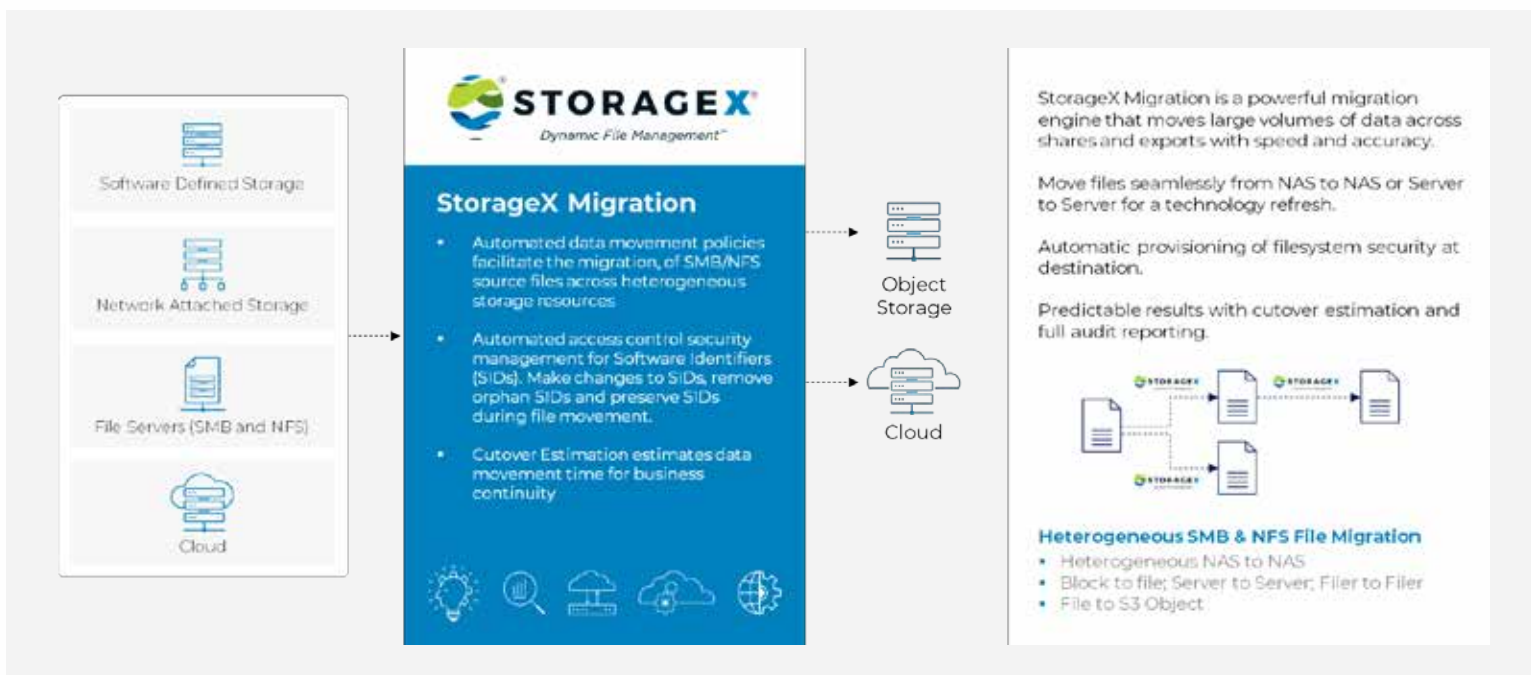 Software Defined Storage
Network Attached Storage
File Servers (SMB and NFS)
Cloud
STORAGEX®
Dynamic File Management™
StorageX Migration
• Automated data movement policies
facilitate the migration, of SMB/NFS
source files across heterogeneous
storage resources
• Automated access control security
management for Software Identifiers
(SIDs). Make changes to SIDs, remove
orphan SIDs and preserve SIDs
during file movement.
• Cutover Estimation estimates data
movement time for business
continuity
Object
Storage
Cloud
StorageX Migration is a powerful migration
engine that moves large volumes of data across
shares and exports with speed and accuracy.
Move files seamlessly from NAS to NAS or Server
to Server for a technology refresh.
Automatic provisioning of filesystem security at
destination.
Predictable results with cutover estimation and
full audit reporting.
STORAGEX
STORAGEX
STORAGEX
Heterogeneous SMB & NFS File Migration
• Heterogeneous NAS to NAS
• Block to file; Server to Server; Filer to Filer
• File to S3 Object